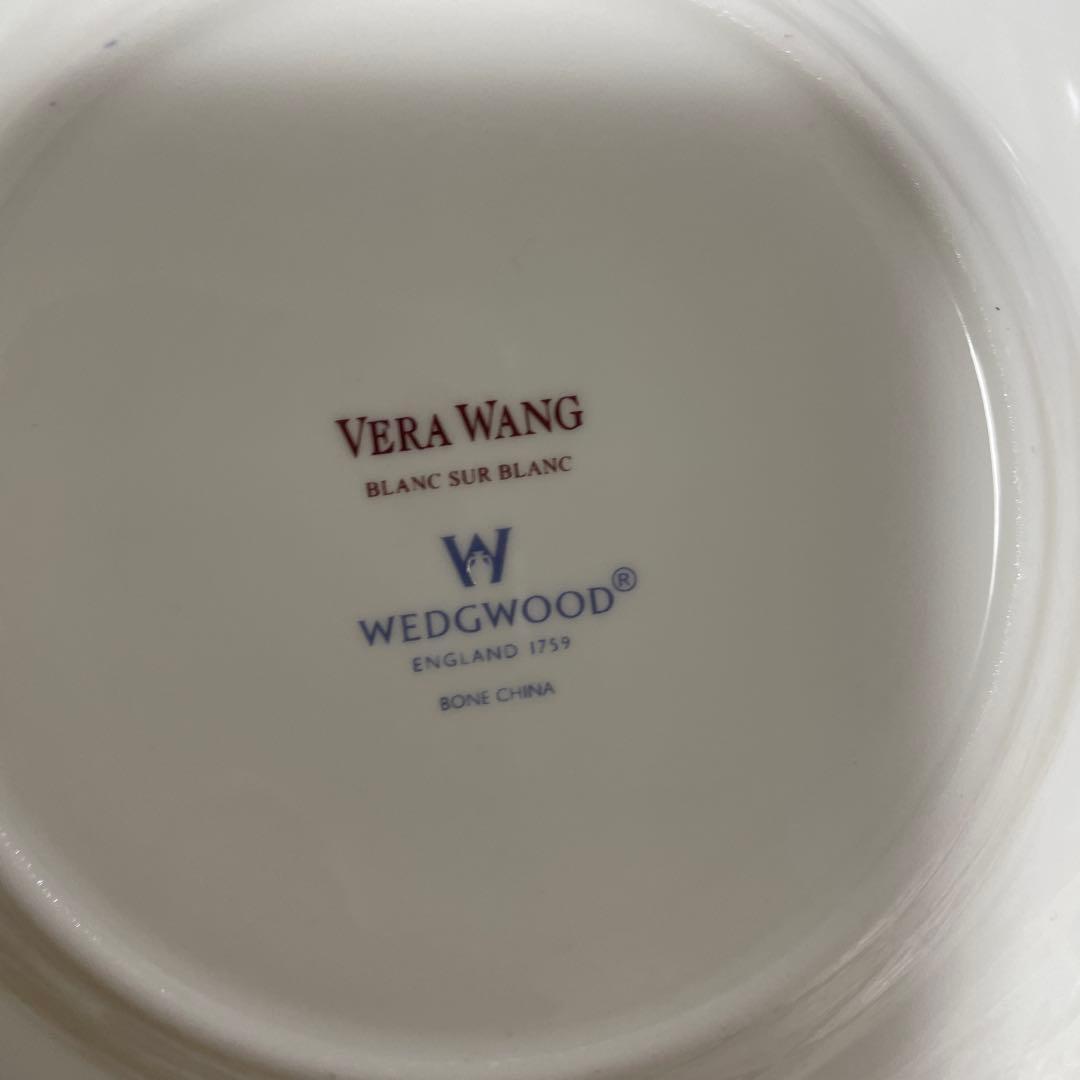 VERA WANG
BLANC SUR BLANC
W
WEDGWOOD®
ENGLAND 1759
BONE CHINA